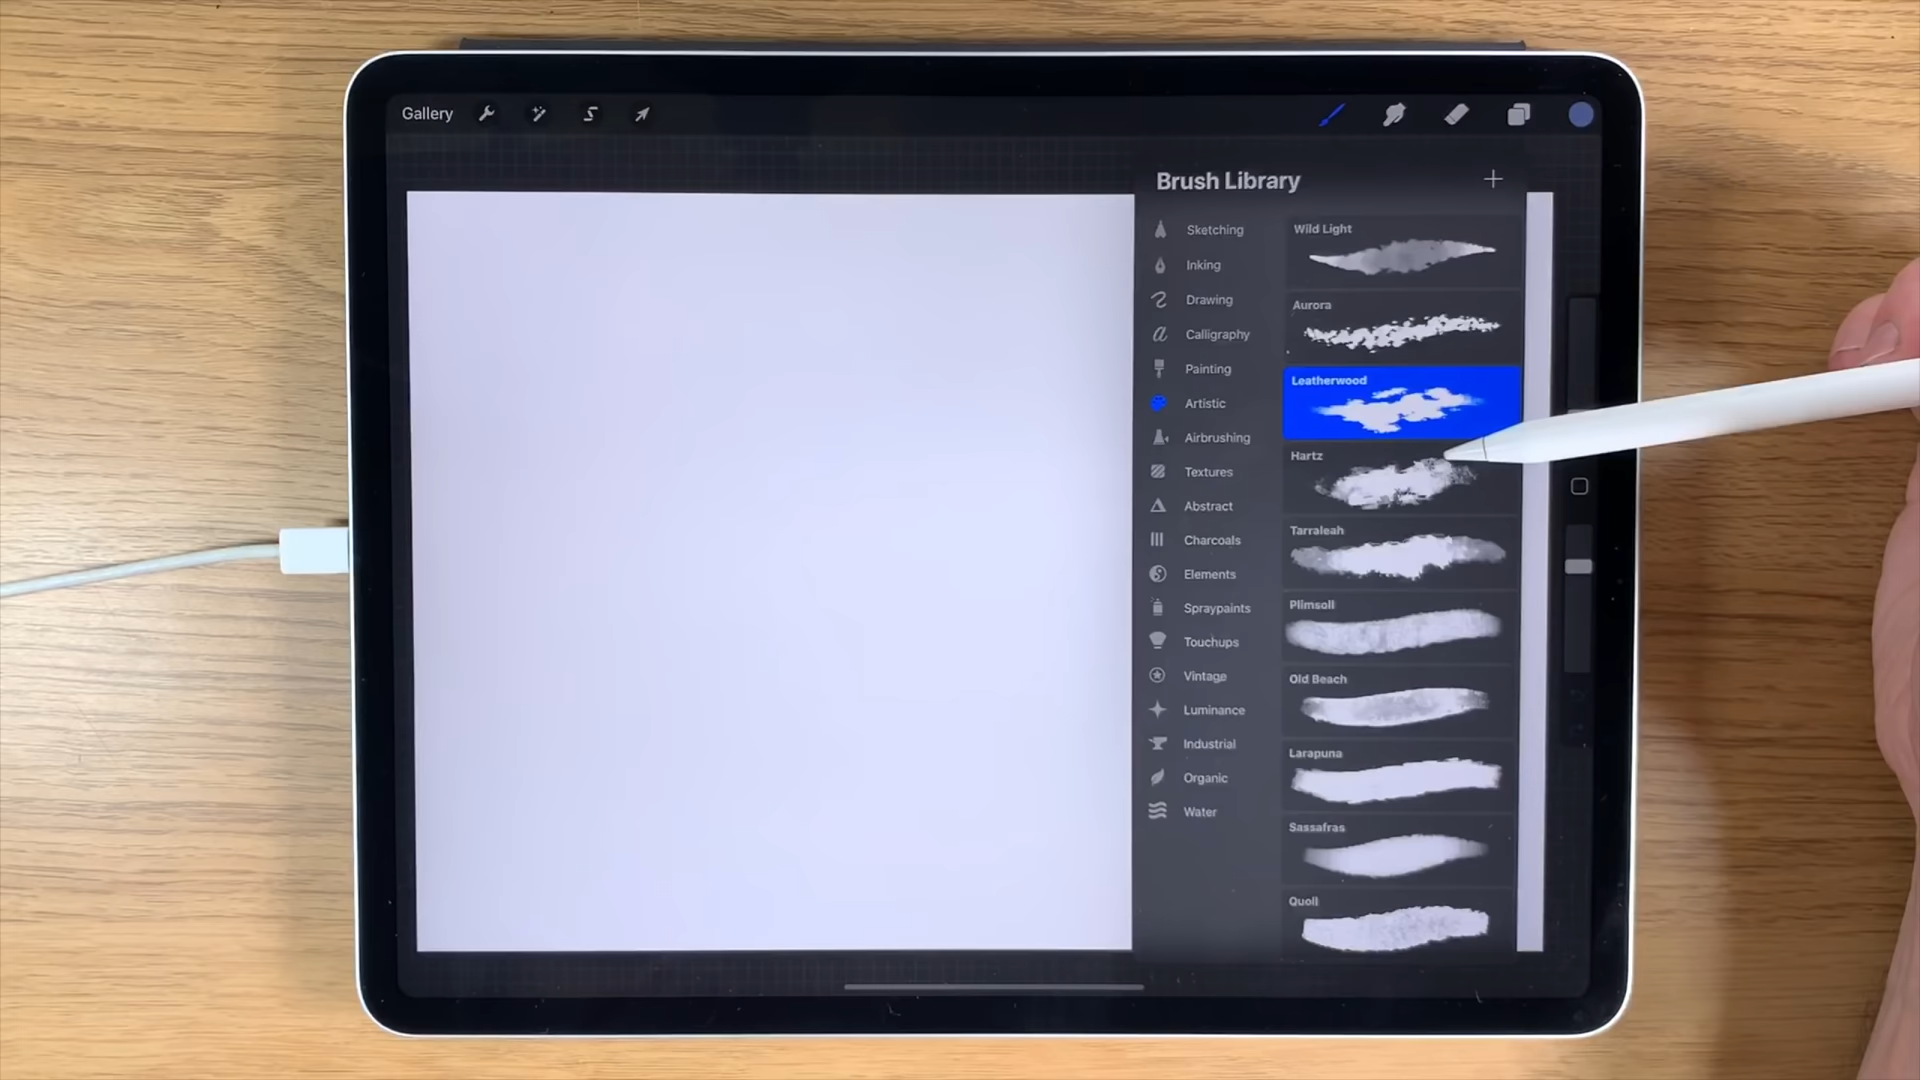 Gallery
Brush Library
Sketching
Inking
Drawing
Calligraphy
Painting
Artistic
Airbrushing
Textures
Abstract
Charcoals
Elements
Spraypaints
Touchups
Vintage
Luminance
Industrial
Organic
Water
Wild Light
Aurora
Leatherwood
Hartz
Tarraleah
Plimsoll
Old Beach
Larapuna
Sassafras
Quoll